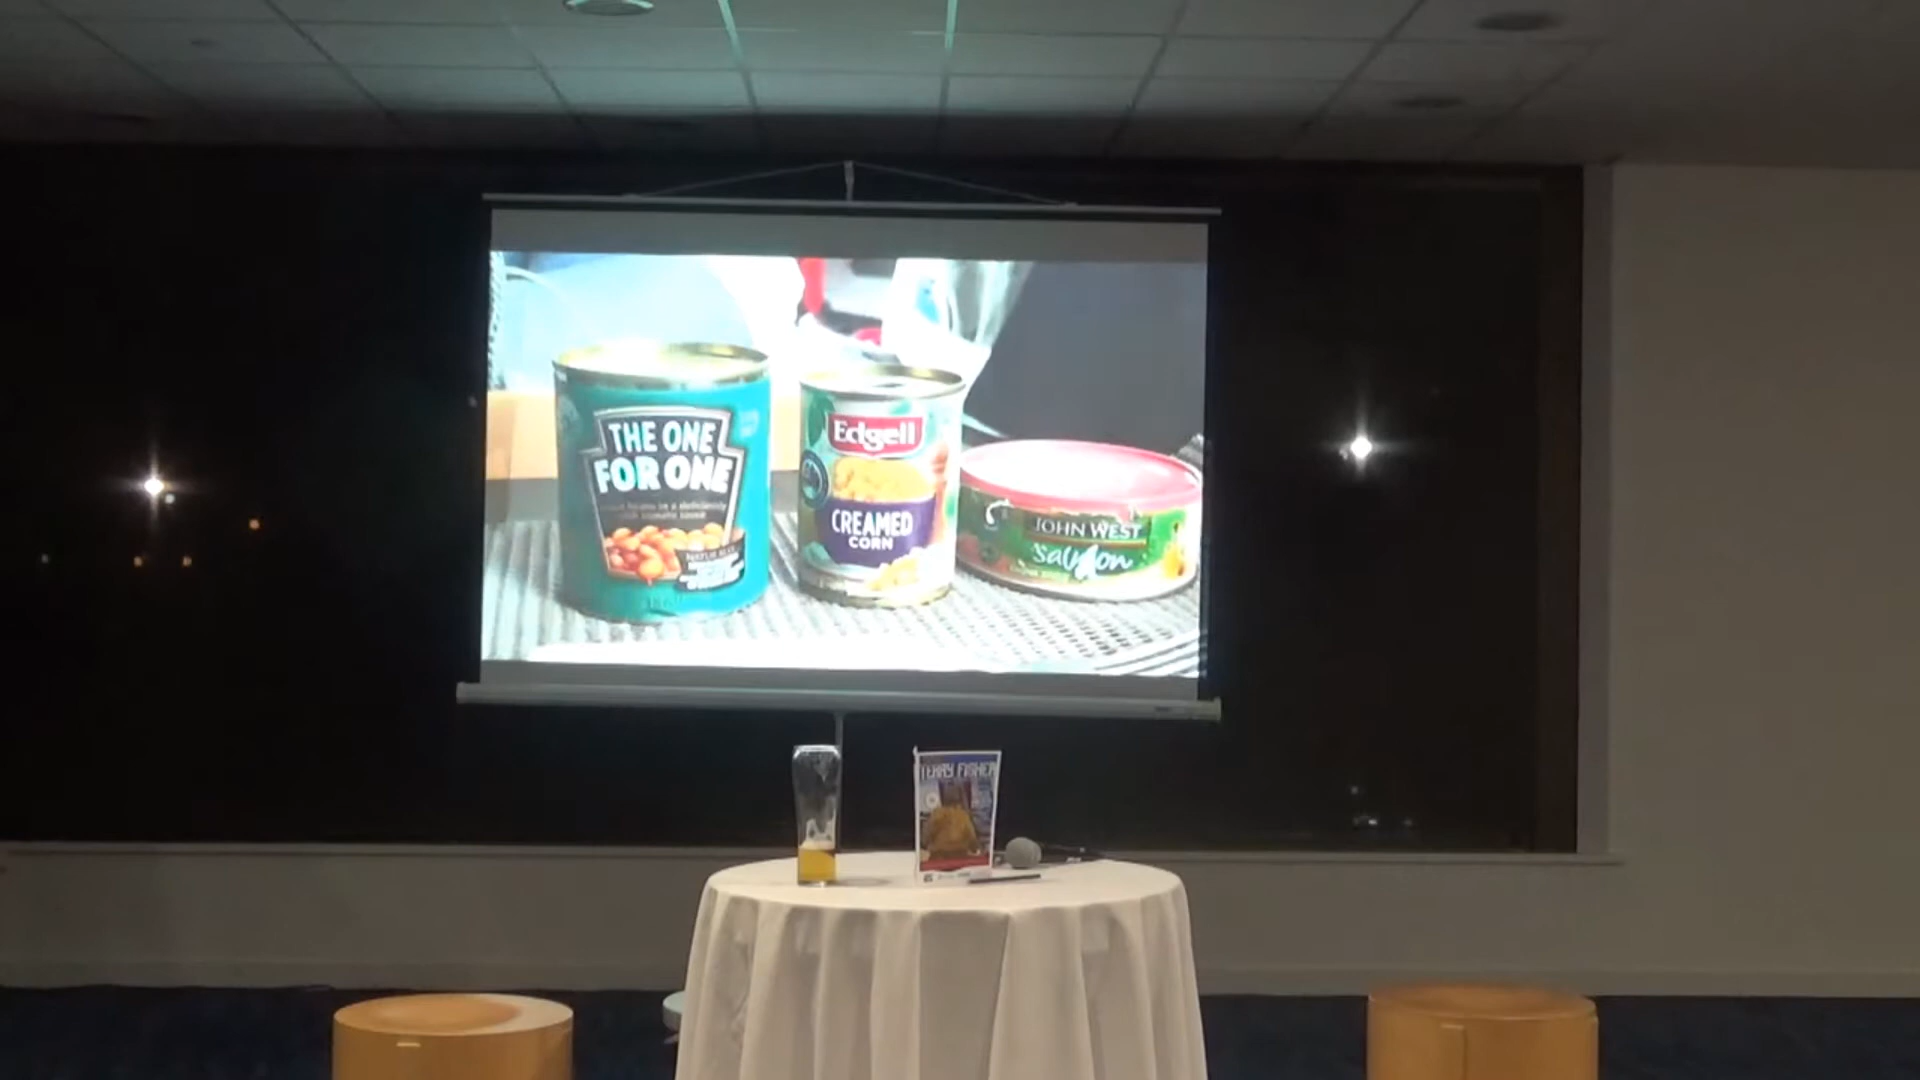 THE ONE
FOR ONE
Edgell
CREAMED
CORN
JOHN WEST
Salmon
TERRY FISHER